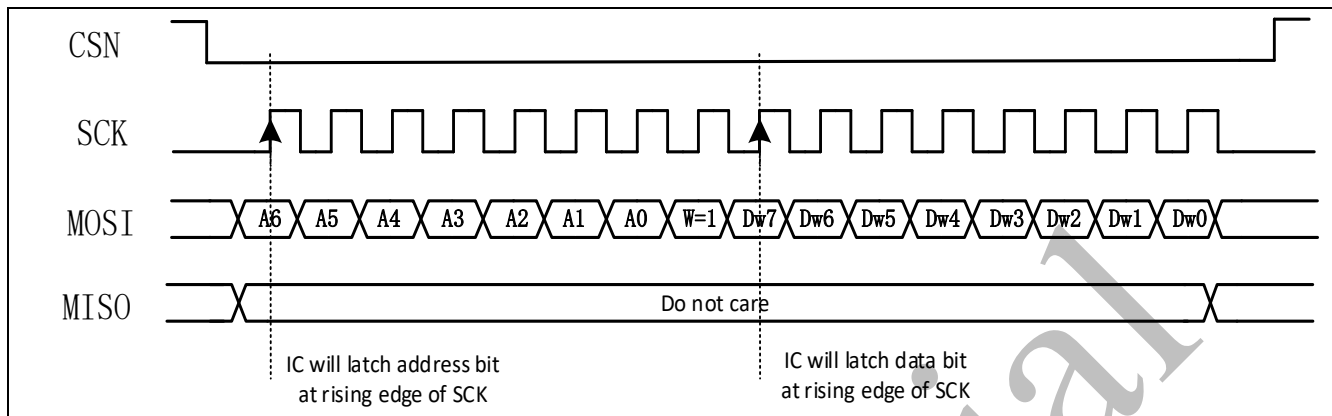 CSN
SCK
MOSI A6 A5 A4 A3 A2 A1 A0 W=1 Dw7 Dw6 Dw5 Dw4 Dw3 Dw2 Dw1 Dw0
MISO Do not care
IC will latch address bit
at rising edge of SCK
IC will latch data bit
at rising edge of SCK